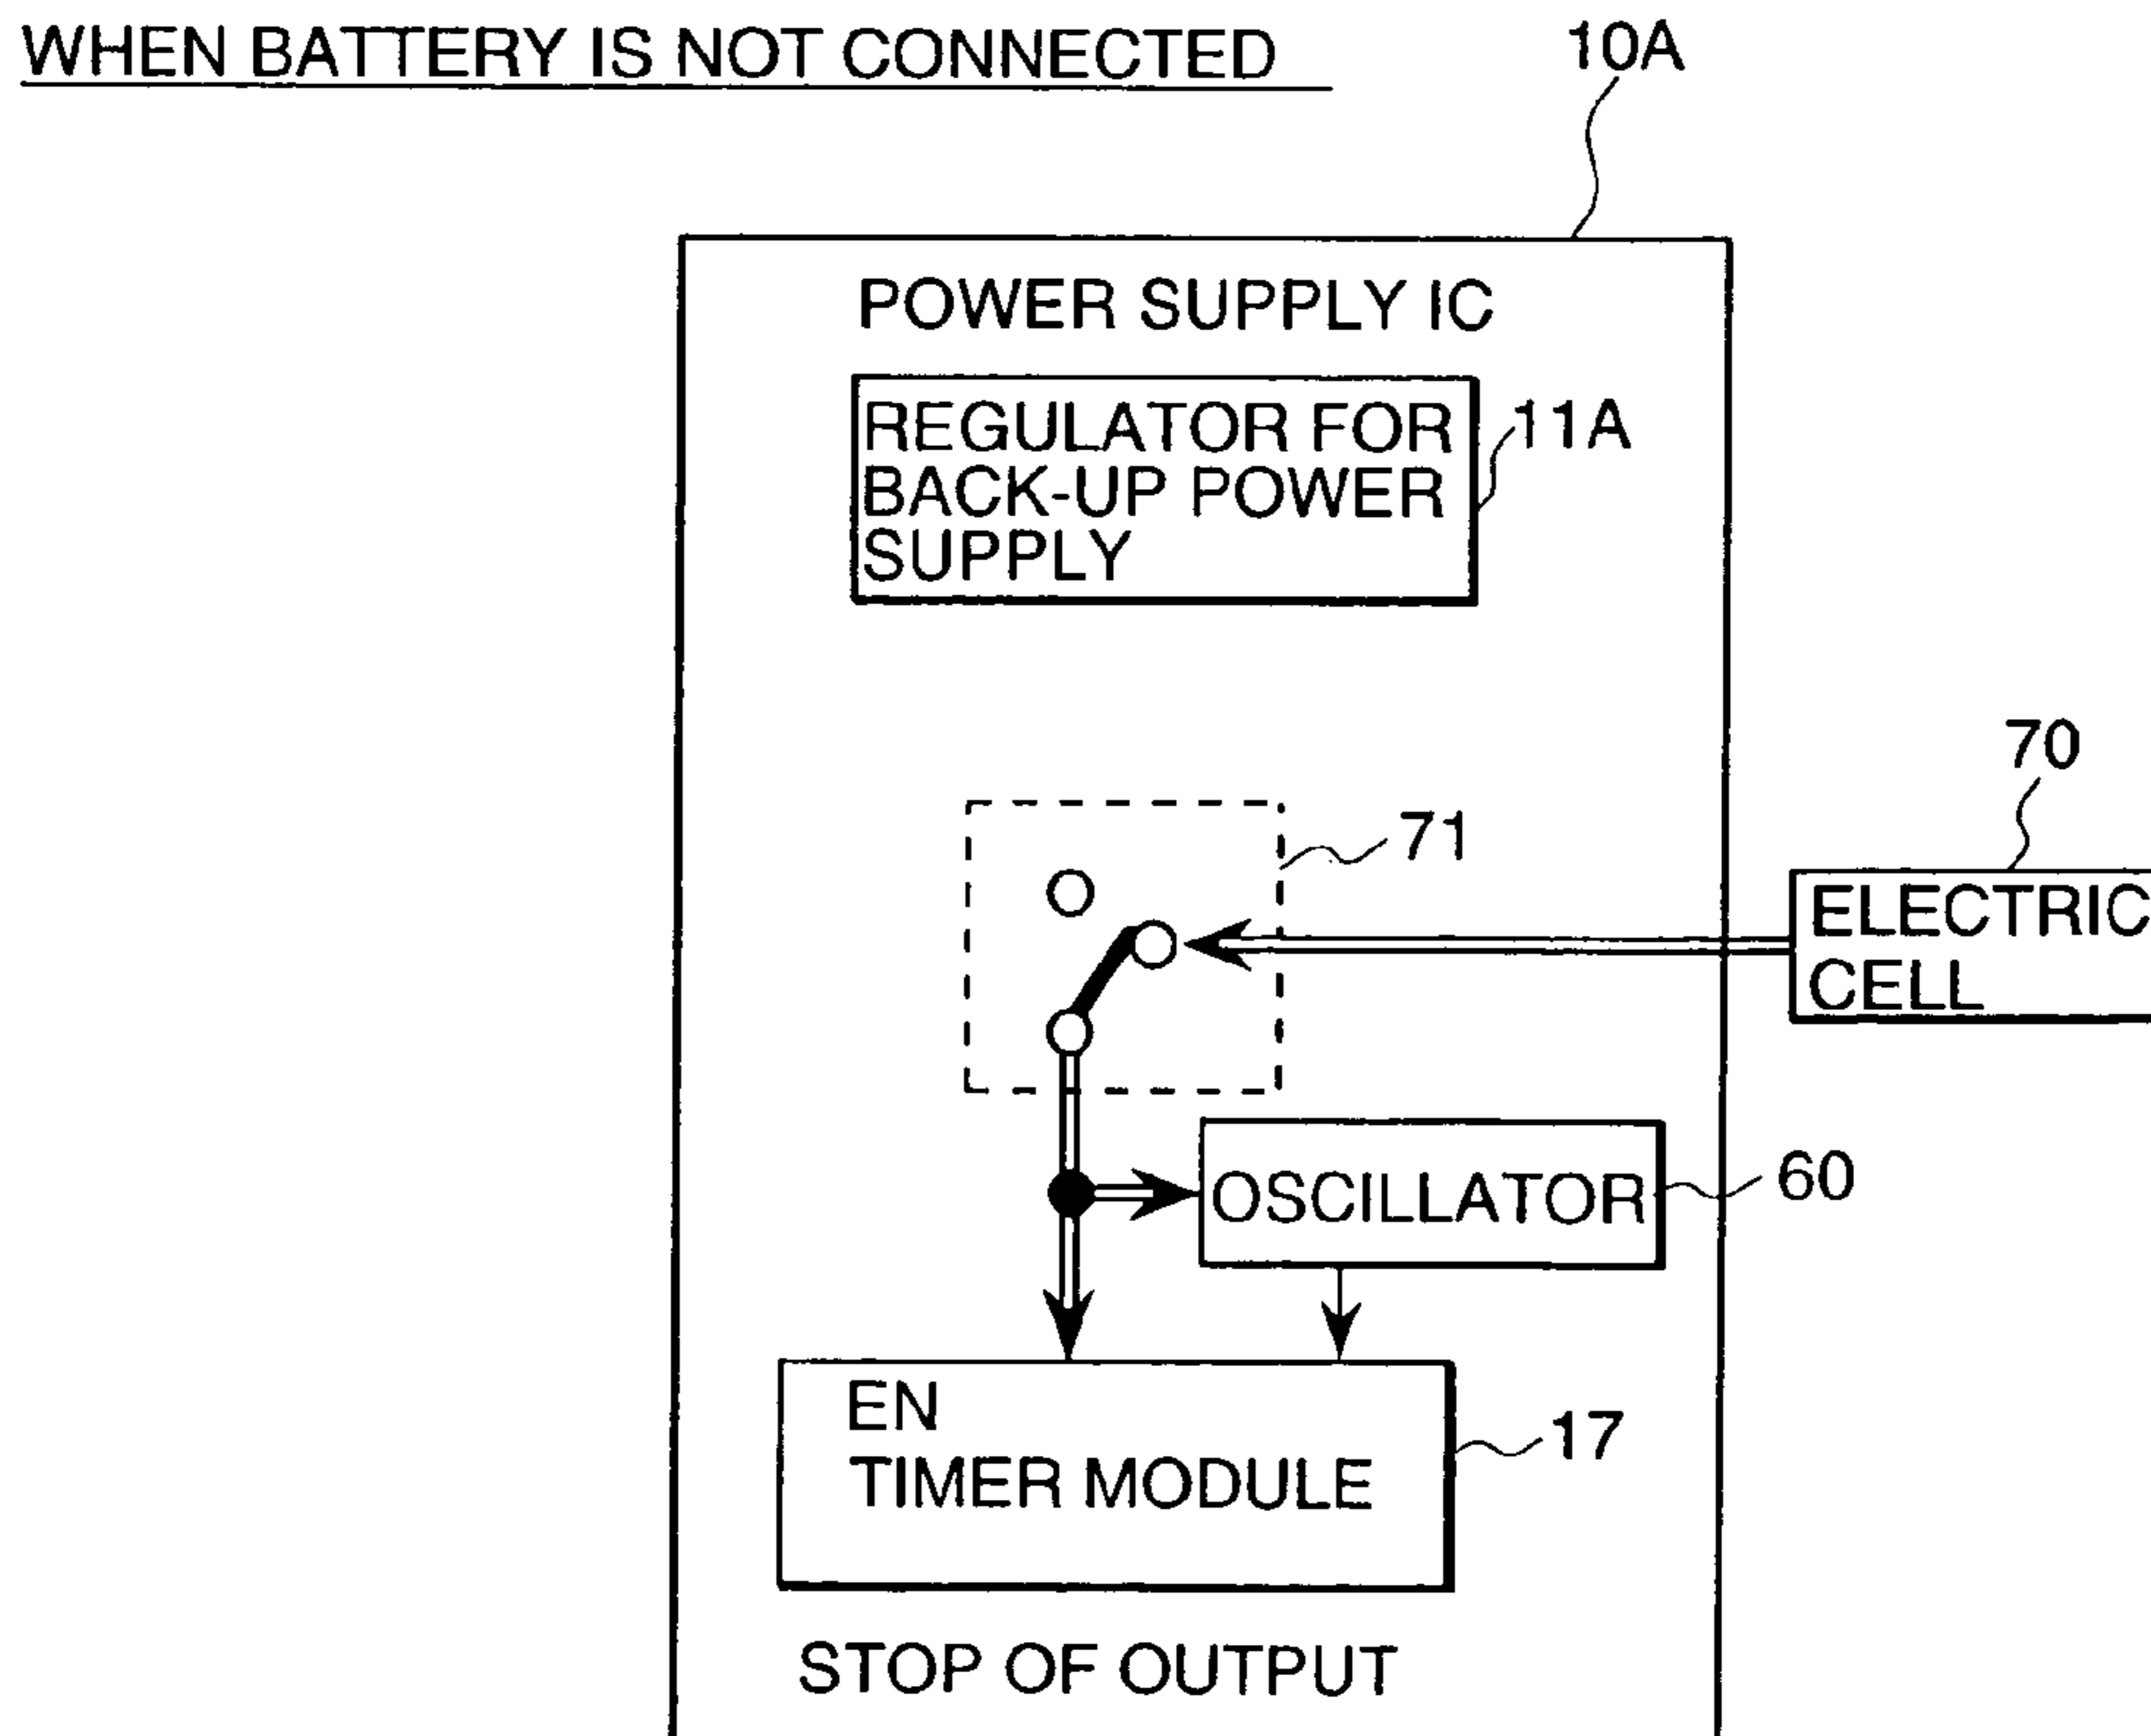 WHEN BATTERY IS NOT CONNECTED
10A
POWER SUPPLY IC
REGULATOR FOR
BACK-UP POWER
SUPPLY
11A
70
71
ELECTRIC
CELL
OSCILLATOR
60
EN
TIMER MODULE
17
STOP OF OUTPUT